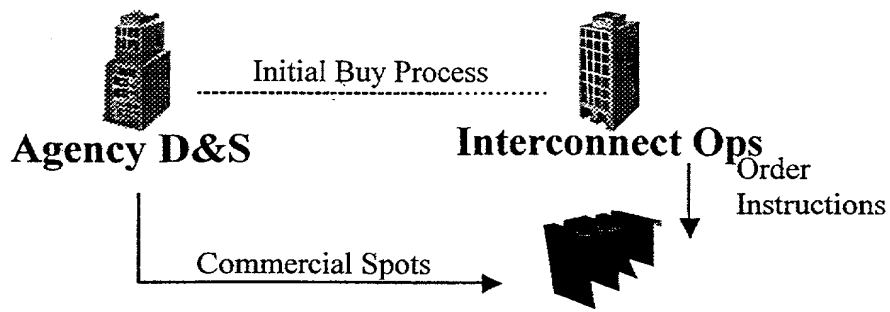 Initial Buy Process
Agency D&S
Interconnect Ops
Order
Instructions
Commercial Spots